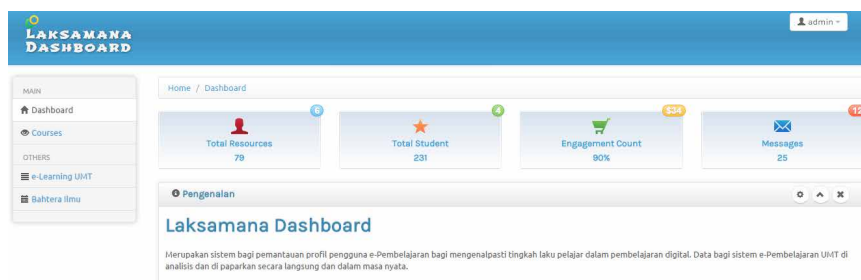 LAKSAMANA
DASHBOARD
admin
MAIN
Dashboard
Courses
OTHERS
e-Learning UMT
Bahtera Ilmu
Home / Dashboard
6
Total Resources
79
4
Total Student
231
$34
Engagement Count
90%
12
Messages
25
Pengenalan
Laksamana Dashboard
Merupakan sistem bagi pemantauan profil pengguna e-Pembelajaran bagi mengenalpasti tingkah laku pelajar dalam pembelajaran digital. Data bagi sistem e-Pembelajaran UMT di
analisis dan di paparkan secara langsung dan dalam masa nyata.